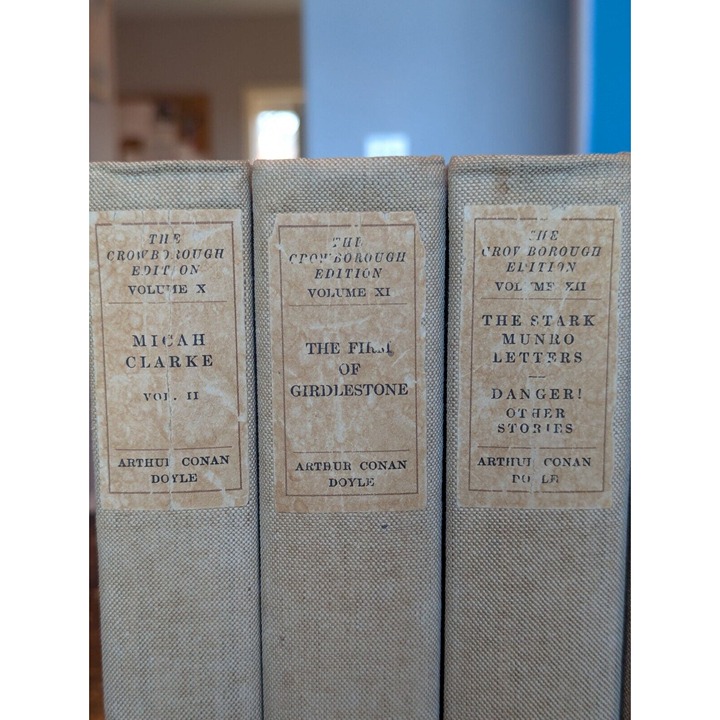 THE
CROWBOROUGH
EDITION
VOLUME X
MICAH
CLARKE
VOL. II
ARTHUR CONAN
DOYLE
THE
CROWBOROUGH
EDITION
VOLUME XI
THE FIRM
OF
GIRDLESTONE
ARTHUR CONAN
DOYLE
THE
CROWBOROUGH
EDITION
VOLUME XII
THE STARK
MUNRO
LETTERS
—
DANGER!
OTHER
STORIES
ARTHUR CONAN
DOYLE